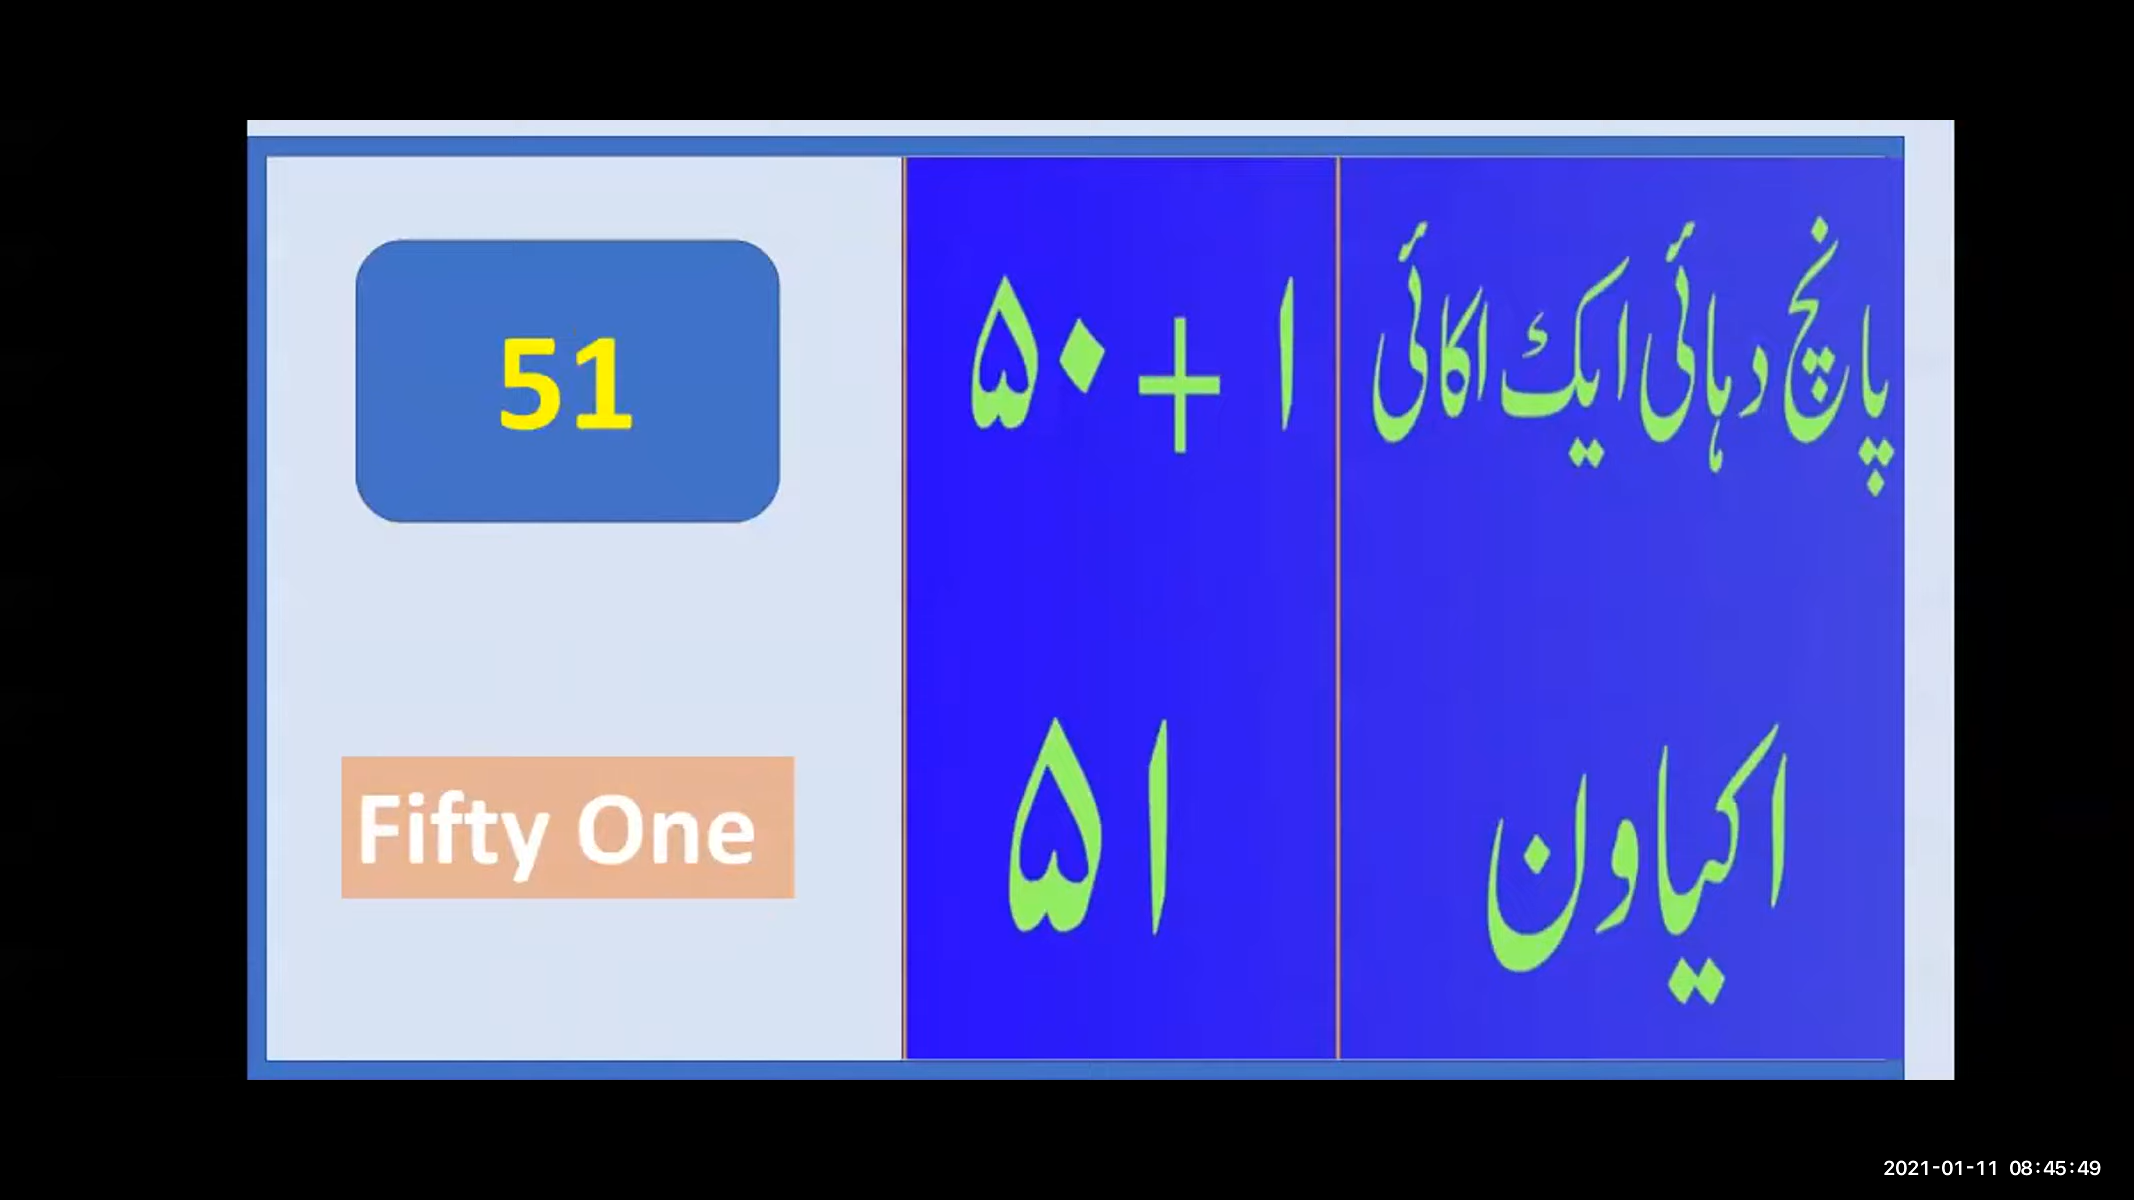 51
۵۰ + ۱
پانچ دہائی ایک اکائی
Fifty One
۵۱
اکیاون
2021-01-11 08:45:49